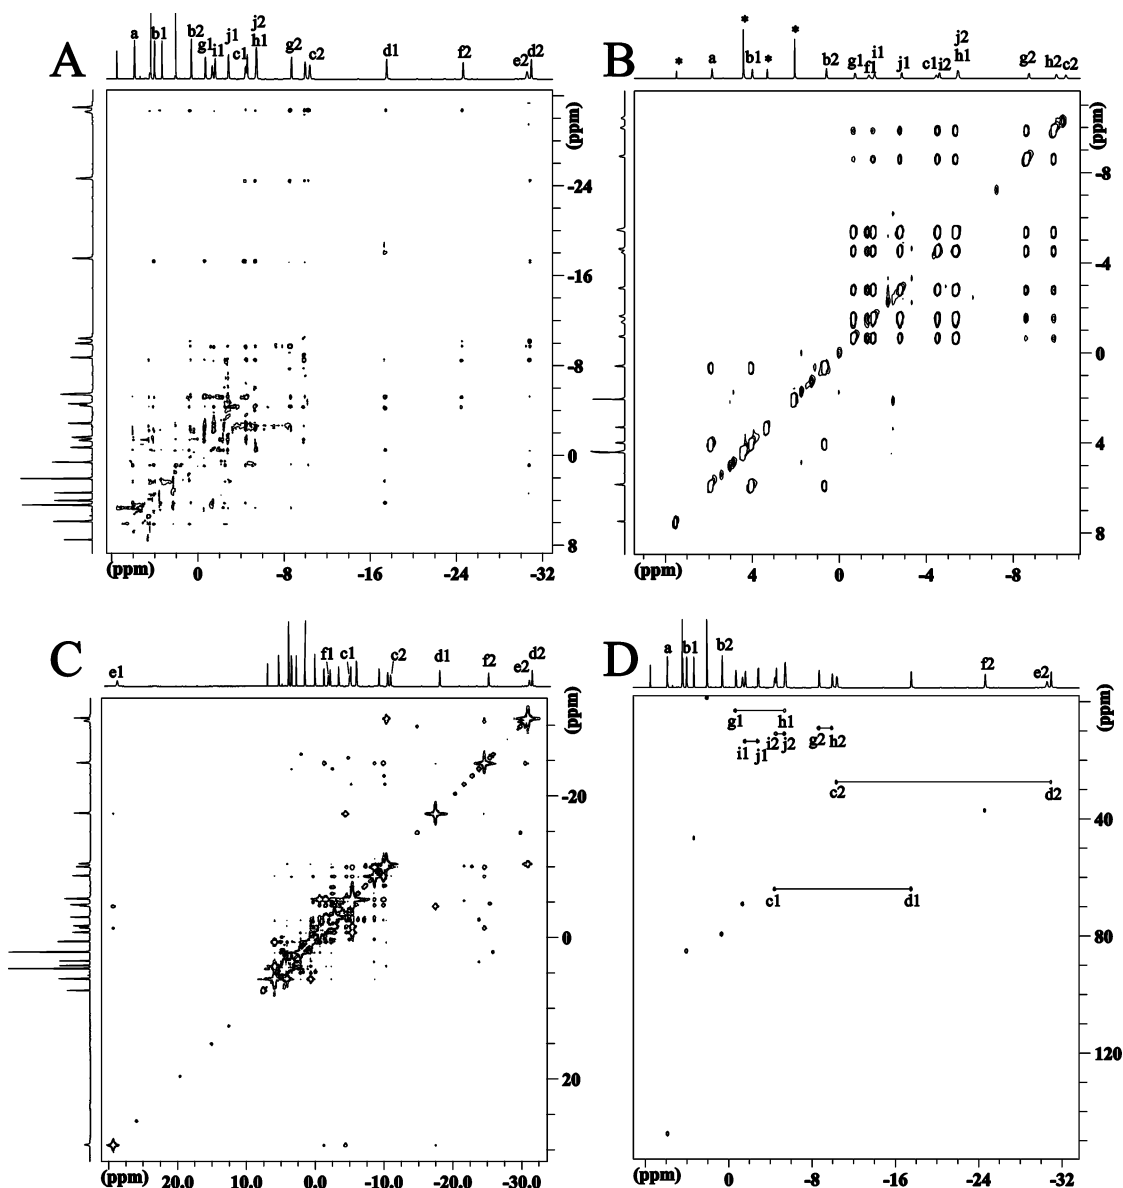 A
a b1 b2 g1 i1 j1 c1 j2 h1 g2 c2 d1 f2 e2 d2
(ppm)
-24
-16
-8
0
8
(ppm) 0 -8 -16 -24 -32
B
* a * b1 * * b2 g1 f1 i1 j1 c1 i2 j2 h1 g2 h2 c2
(ppm)
-8
-4
0
4
8
(ppm) 4 0 -4 -8
C
e1 f1 c1 c2 d1 f2 e2 d2
(ppm)
-20
0
20
(ppm) 20.0 0.0 -10.0 -20.0 -30.0
D
a b1 b2 f2 e2
(ppm)
g1 h1
i1 j1 i2 j2 g2 h2
c2 d2
40
c1 d1
80
120
(ppm) 0 -8 -16 -24 -32